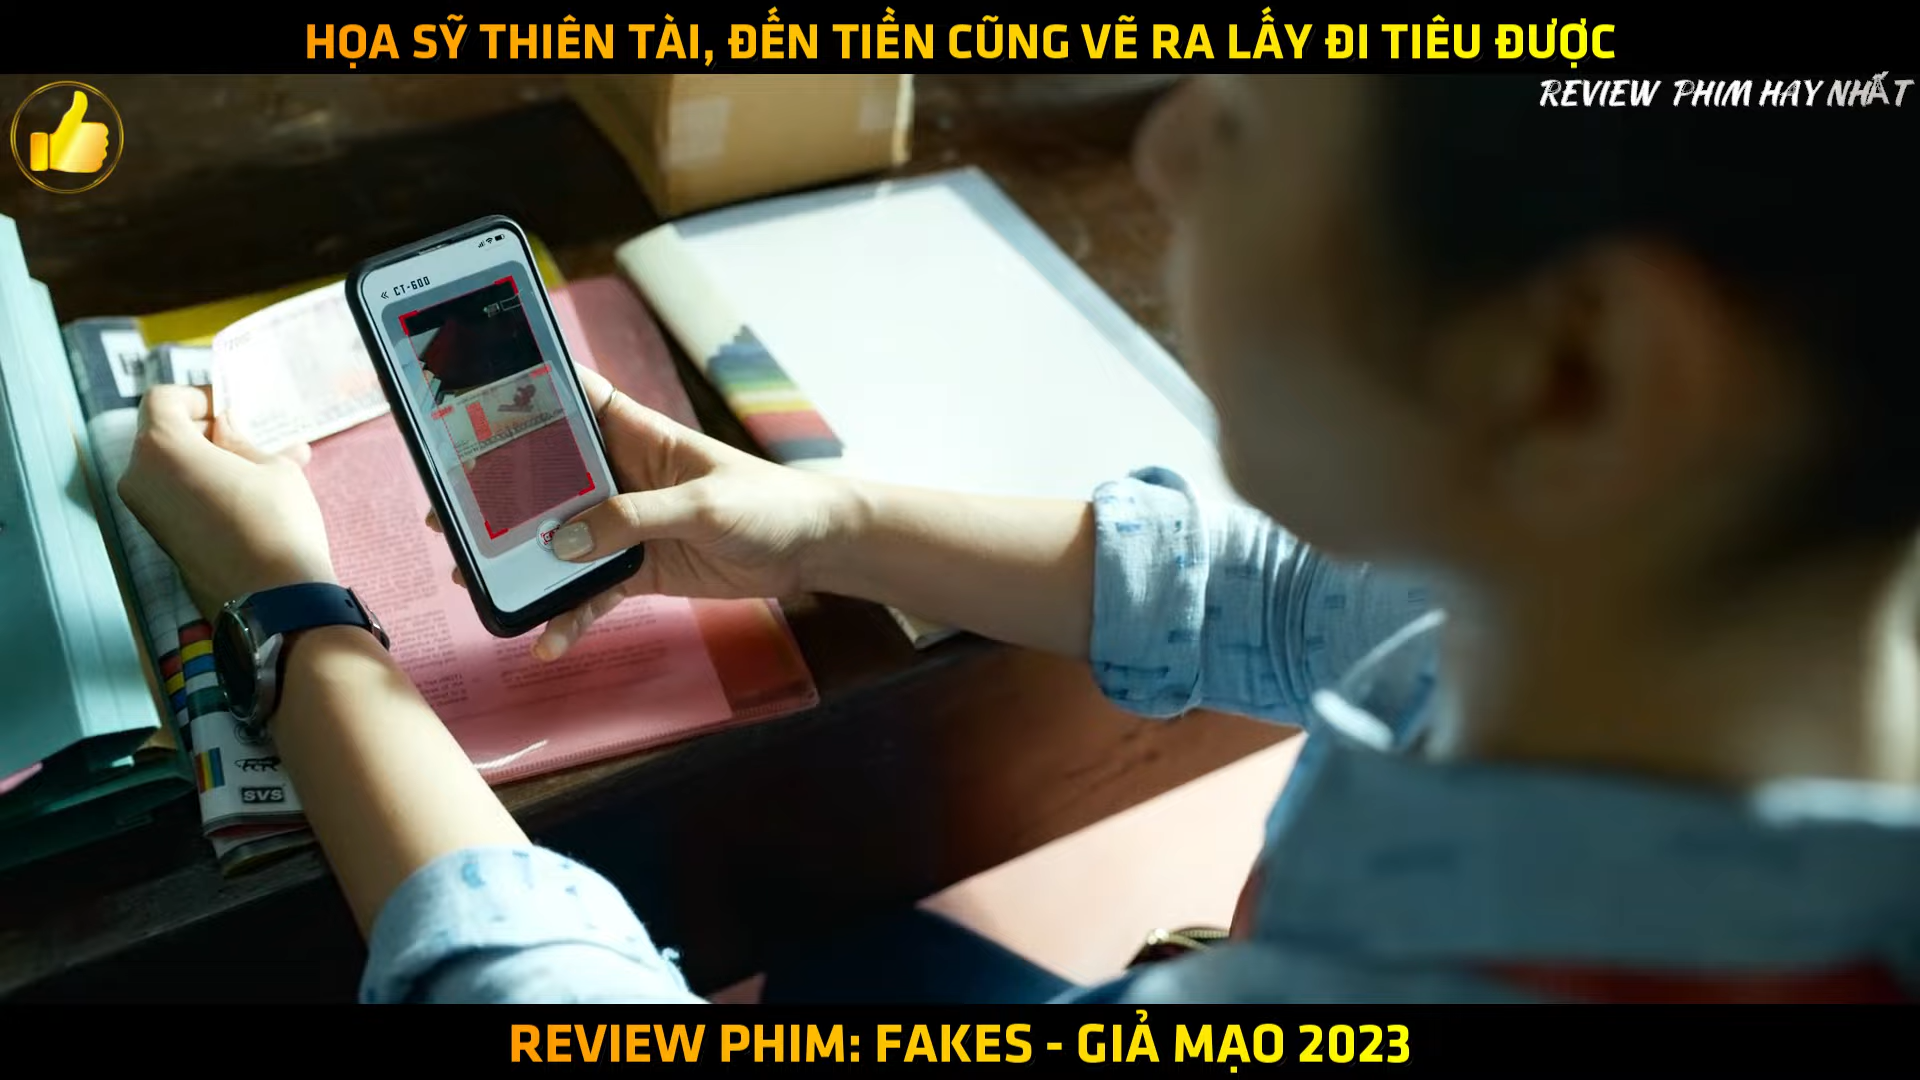 HỌA SỸ THIÊN TÀI, ĐẾN TIỀN CŨNG VẼ RA LẤY ĐI TIÊU ĐƯỢC
REVIEW PHIM HAY NHẤT
« CT-600
SVS
REVIEW PHIM: FAKES - GIẢ MẠO 2023